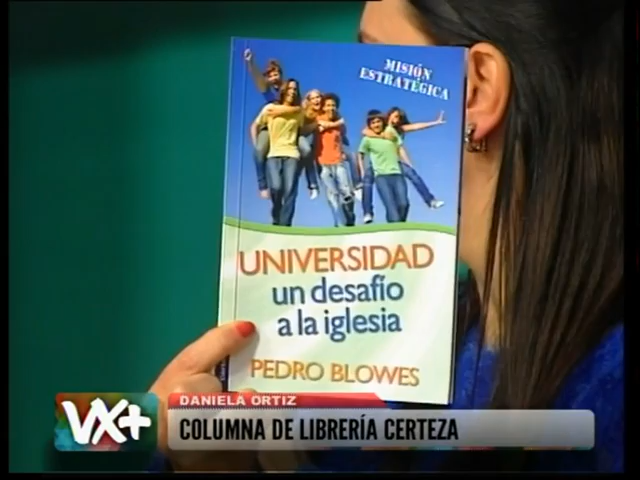 MISIÓN
ESTRATÉGICA
UNIVERSIDAD
un desafío
a la iglesia
PEDRO BLOWES
DANIELA ORTIZ
VX+
COLUMNA DE LIBRERÍA CERTEZA